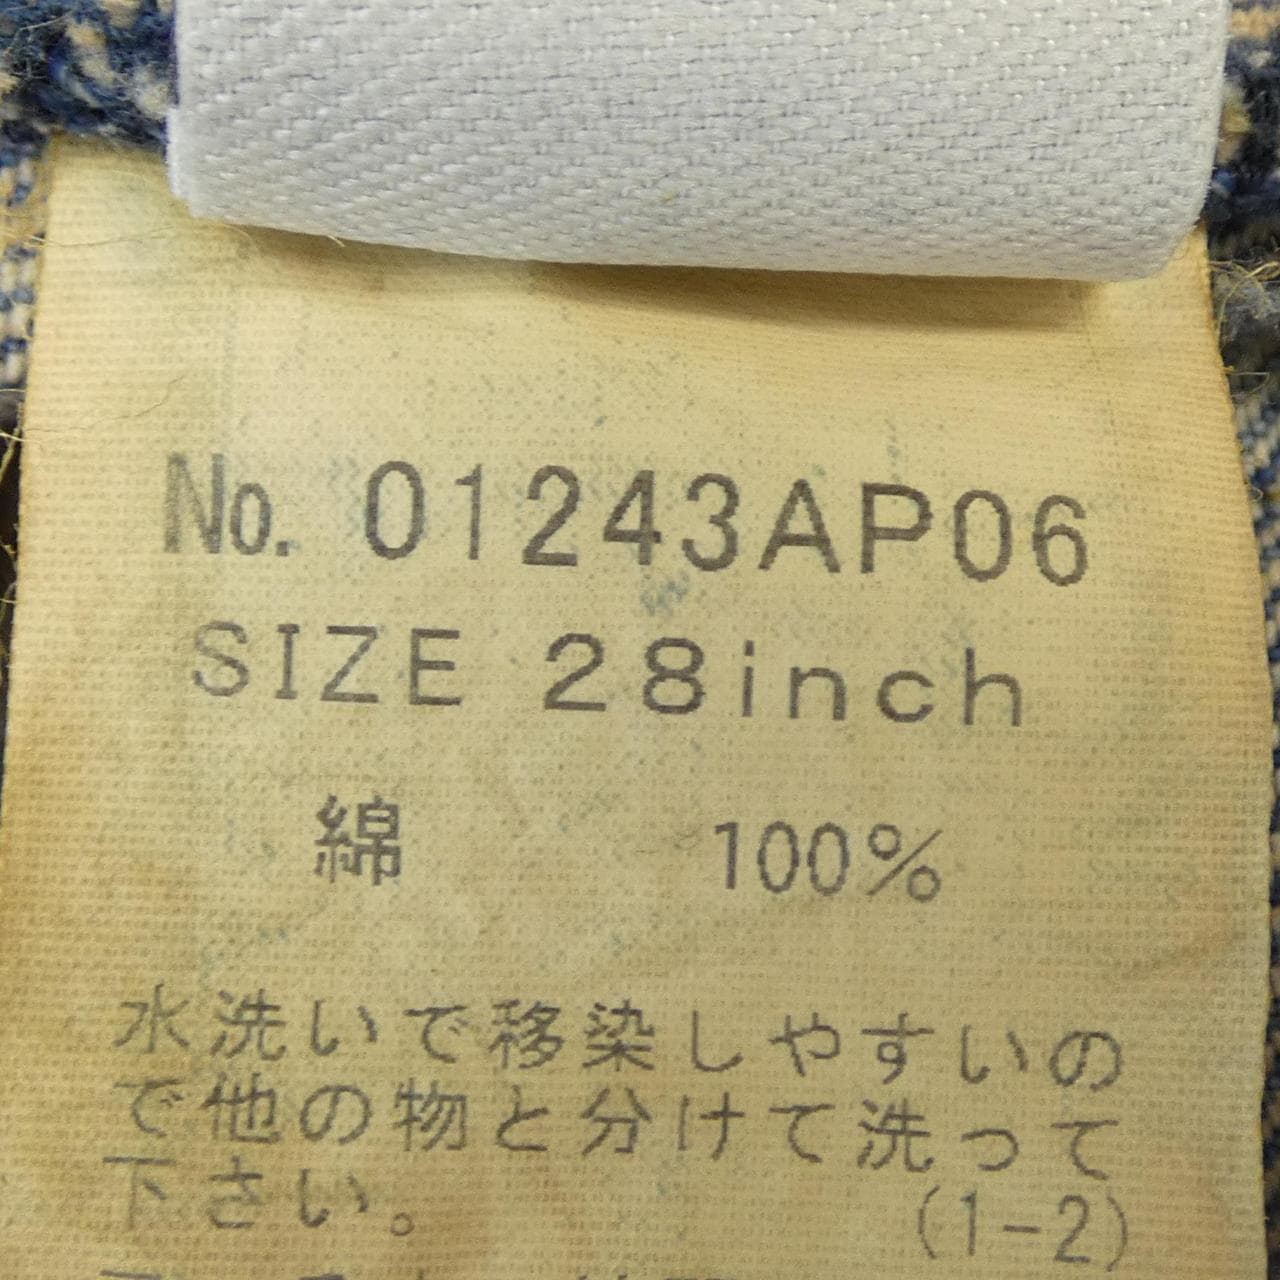 No. 01243AP06
SIZE 28inch
綿 100%
水洗いで移染しやすいの
で他の物と分けて洗って
下さい。 (1-2)